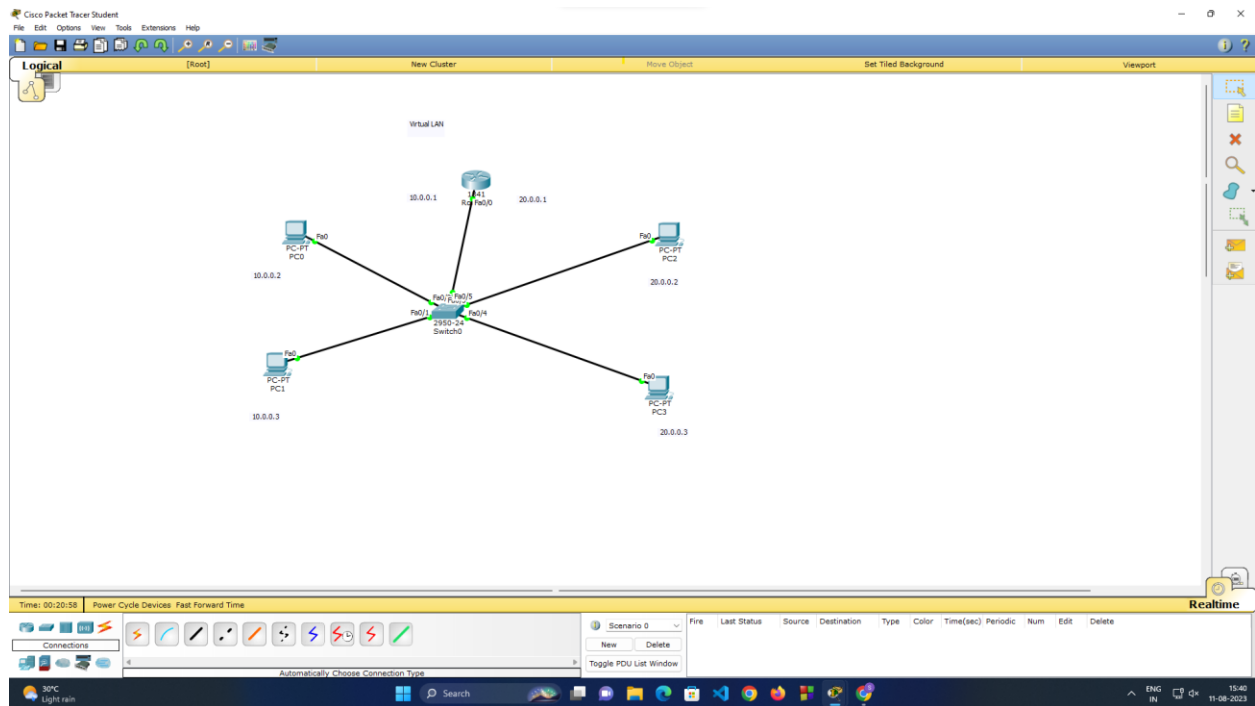 Cisco Packet Tracer Student
File Edit Options View Tools Extensions Help
Logical [Root] New Cluster Move Object Set Tiled Background Viewport
Virtual LAN
10.0.0.1
20.0.0.1
Fa0/0
Fa0
PC-PT
PC0
10.0.0.2
Fa0
PC-PT
PC2
20.0.0.2
Fa0/5
Fa0/1
Fa0/4
2950-24
Switch0
Fa0
PC-PT
PC1
10.0.0.3
Fa0
PC-PT
PC3
20.0.0.3
Time: 00:20:58 Power Cycle Devices Fast Forward Time Realtime
Connections
Automatically Choose Connection Type
Scenario 0
New Delete
Toggle PDU List Window
Fire Last Status Source Destination Type Color Time(sec) Periodic Num Edit Delete
30°C
Light rain
Search
ENG
IN
15:40
11-08-2023